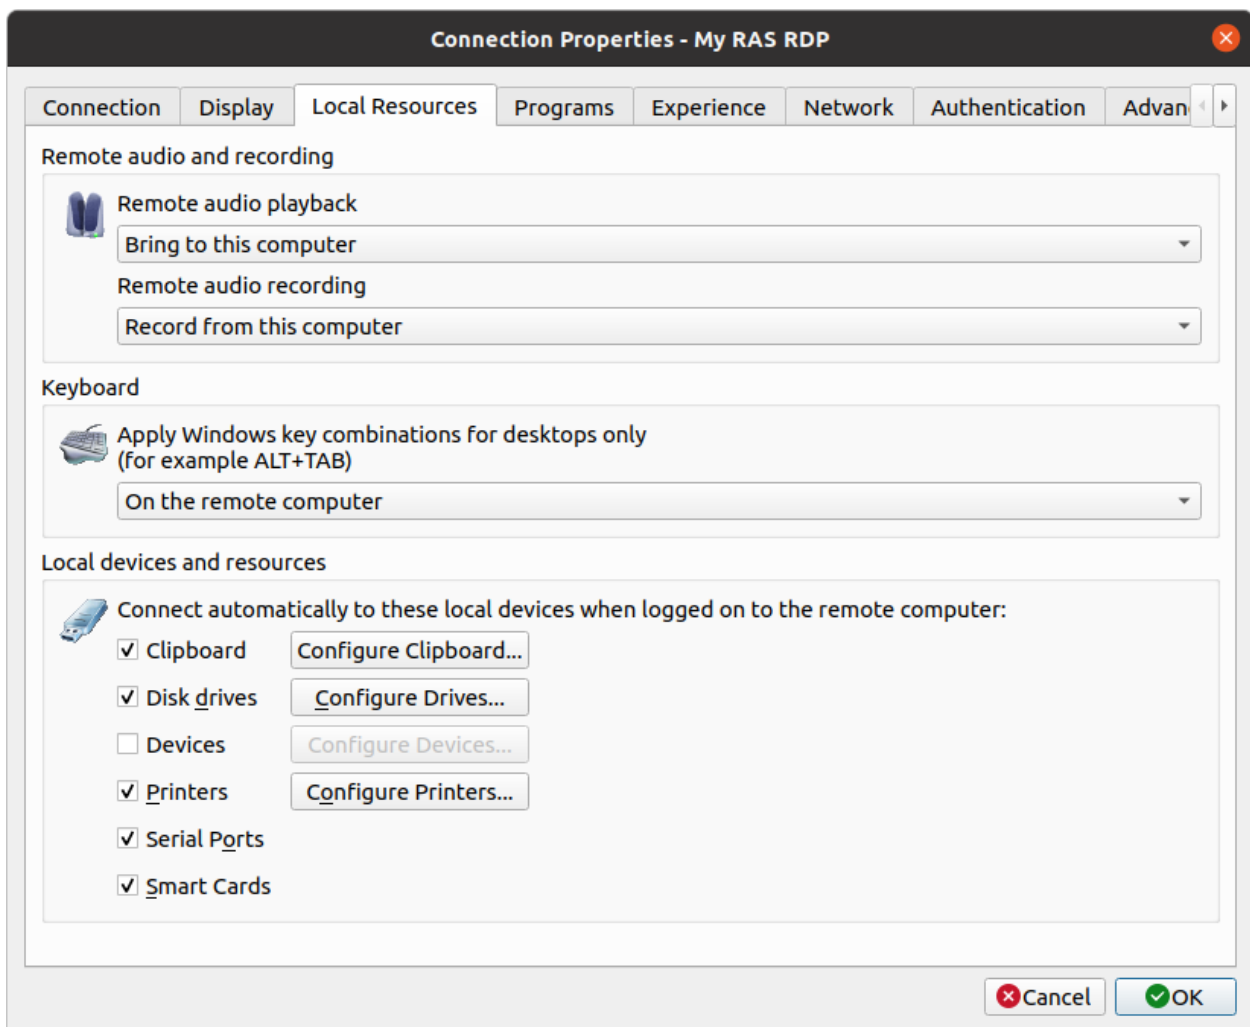 Connection Properties - My RAS RDP
Connection Display Local Resources Programs Experience Network Authentication Advan
Remote audio and recording
Remote audio playback
Bring to this computer
Remote audio recording
Record from this computer
Keyboard
Apply Windows key combinations for desktops only
(for example ALT+TAB)
On the remote computer
Local devices and resources
Connect automatically to these local devices when logged on to the remote computer:
Clipboard Configure Clipboard...
Disk drives Configure Drives...
Devices Configure Devices...
Printers Configure Printers...
Serial Ports
Smart Cards
Cancel OK